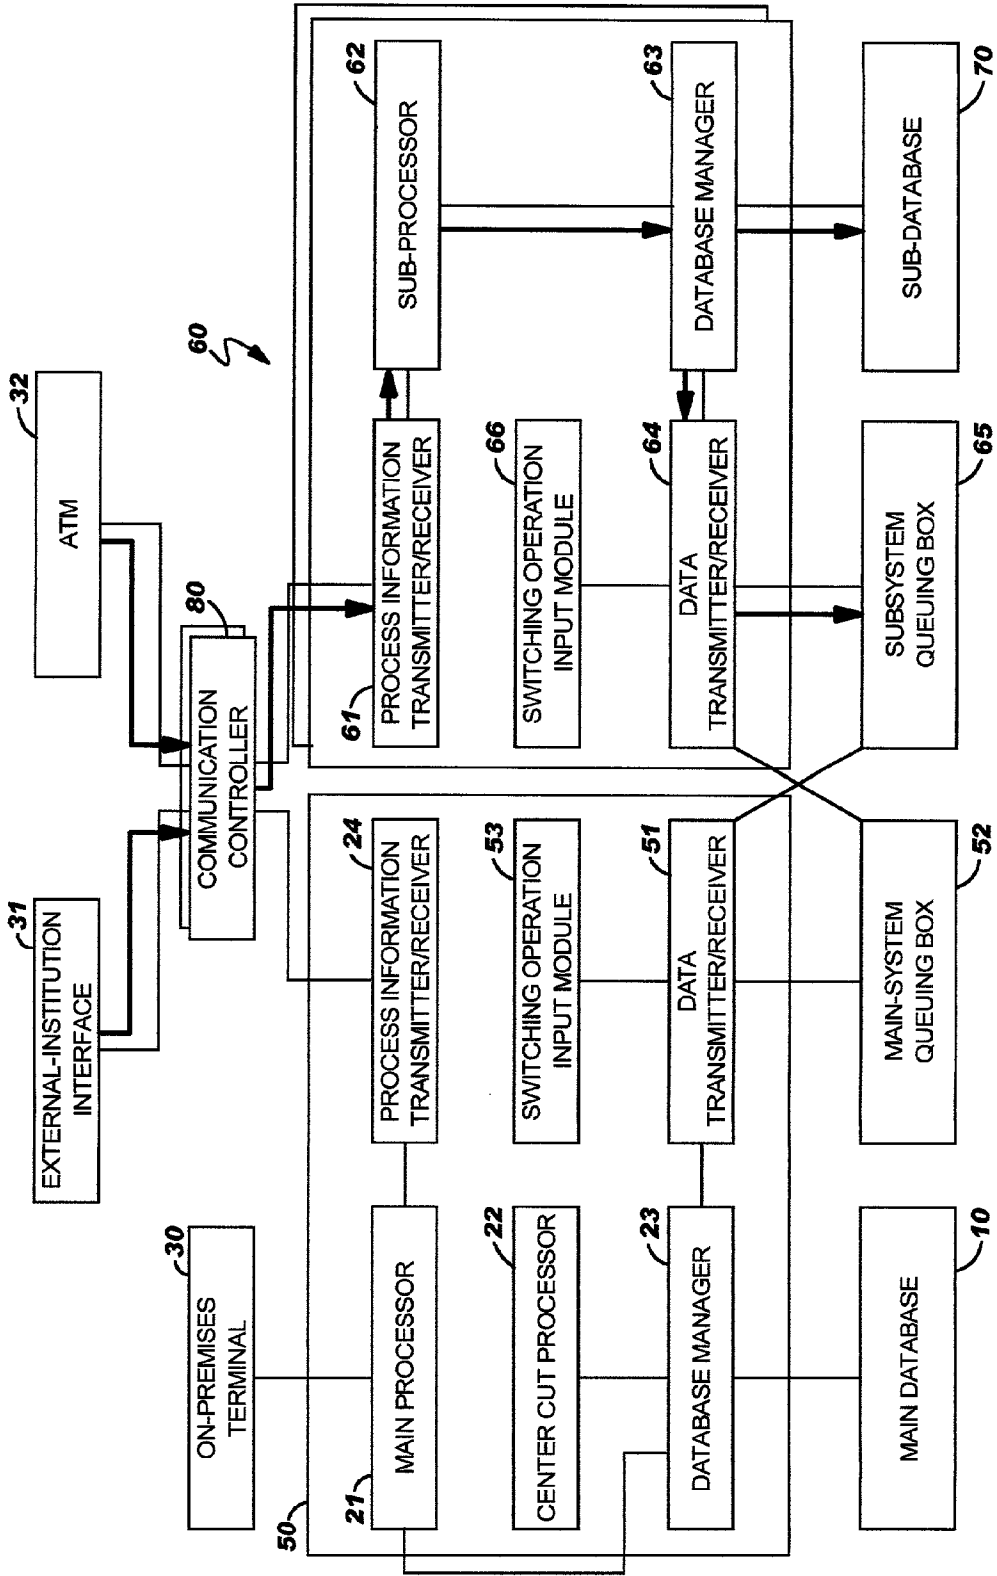 31
EXTERNAL-INSTITUTION
INTERFACE
32
ATM
30
ON-PREMISES
TERMINAL
80
COMMUNICATION
CONTROLLER
60
50
21
MAIN PROCESSOR
24
PROCESS INFORMATION
TRANSMITTER/RECEIVER
61
PROCESS INFORMATION
TRANSMITTER/RECEIVER
62
SUB-PROCESSOR
22
CENTER CUT PROCESSOR
53
SWITCHING OPERATION
INPUT MODULE
66
SWITCHING OPERATION
INPUT MODULE
23
DATABASE MANAGER
51
DATA
TRANSMITTER/RECEIVER
64
DATA
TRANSMITTER/RECEIVER
63
DATABASE MANAGER
10
MAIN DATABASE
52
MAIN-SYSTEM
QUEUING BOX
65
SUBSYSTEM
QUEUING BOX
70
SUB-DATABASE